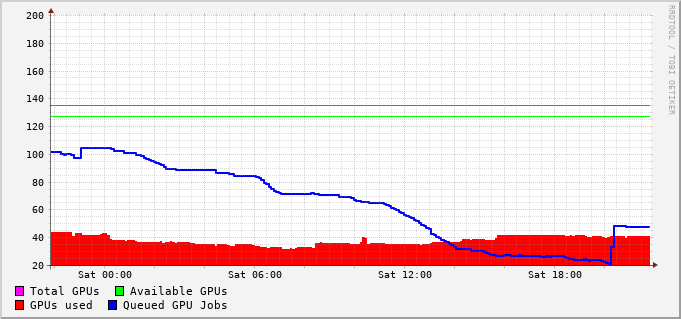 200
180
160
140
120
100
80
60
40
20
Sat 00:00 Sat 06:00 Sat 12:00 Sat 18:00
Total GPUs Available GPUs
GPUs used Queued GPU Jobs
RRDTOOL / TOBI OETIKER